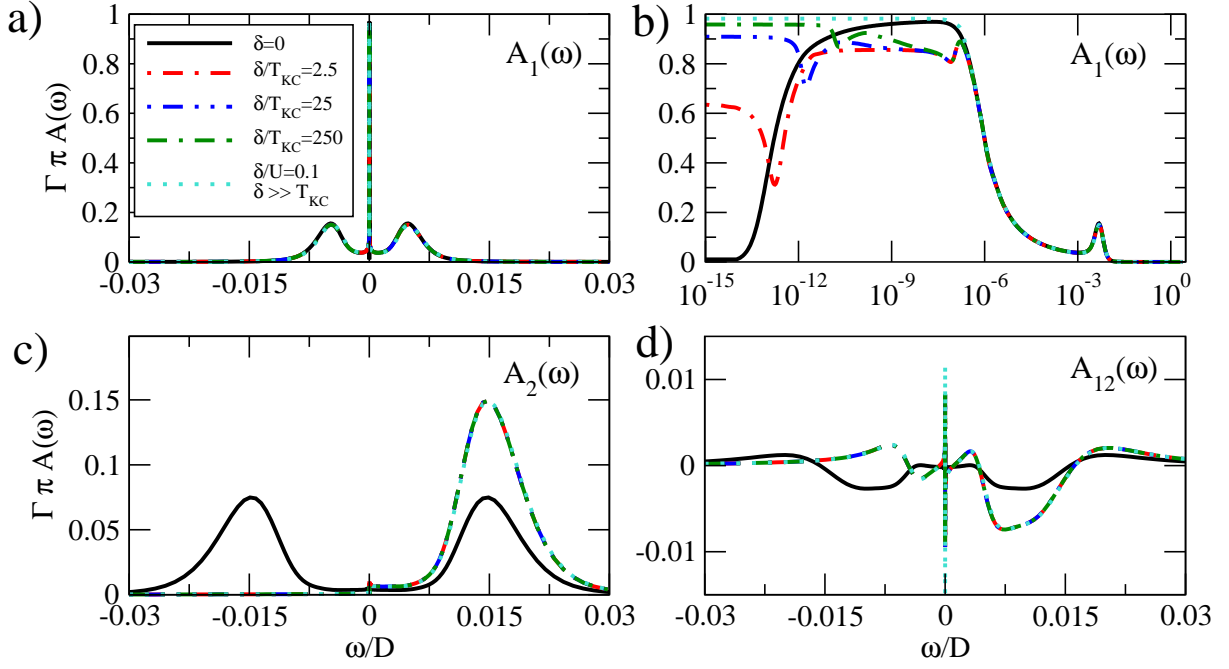 a)
b)
Γ π A(ω)
1
0.8
0.6
0.4
0.2
0
δ=0
δ/T_KC=2.5
δ/T_KC=25
δ/T_KC=250
δ/U=0.1
δ >> T_KC
A_1(ω)
-0.03 -0.015 0 0.015 0.03
1
0.8
0.6
0.4
0.2
0
A_1(ω)
10^-15 10^-12 10^-9 10^-6 10^-3 10^0
ω/D
c)
d)
Γ π A(ω)
0.15
0.1
0.05
0
A_2(ω)
-0.03 -0.015 0 0.015 0.03
ω/D
0.01
0
-0.01
A_12(ω)
-0.03 -0.015 0 0.015 0.03
ω/D